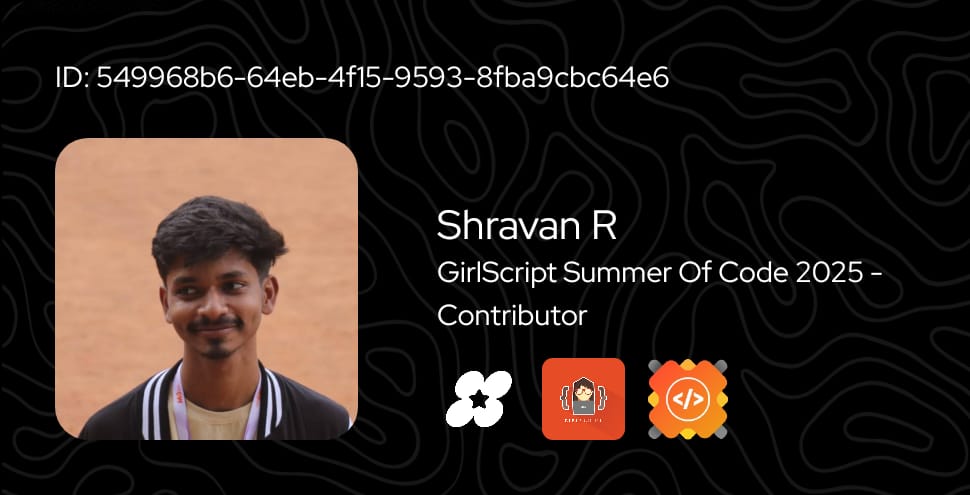 ID: 549968b6-64eb-4f15-9593-8fba9cbc64e6
Shravan R
GirlScript Summer Of Code 2025 -
Contributor
</>